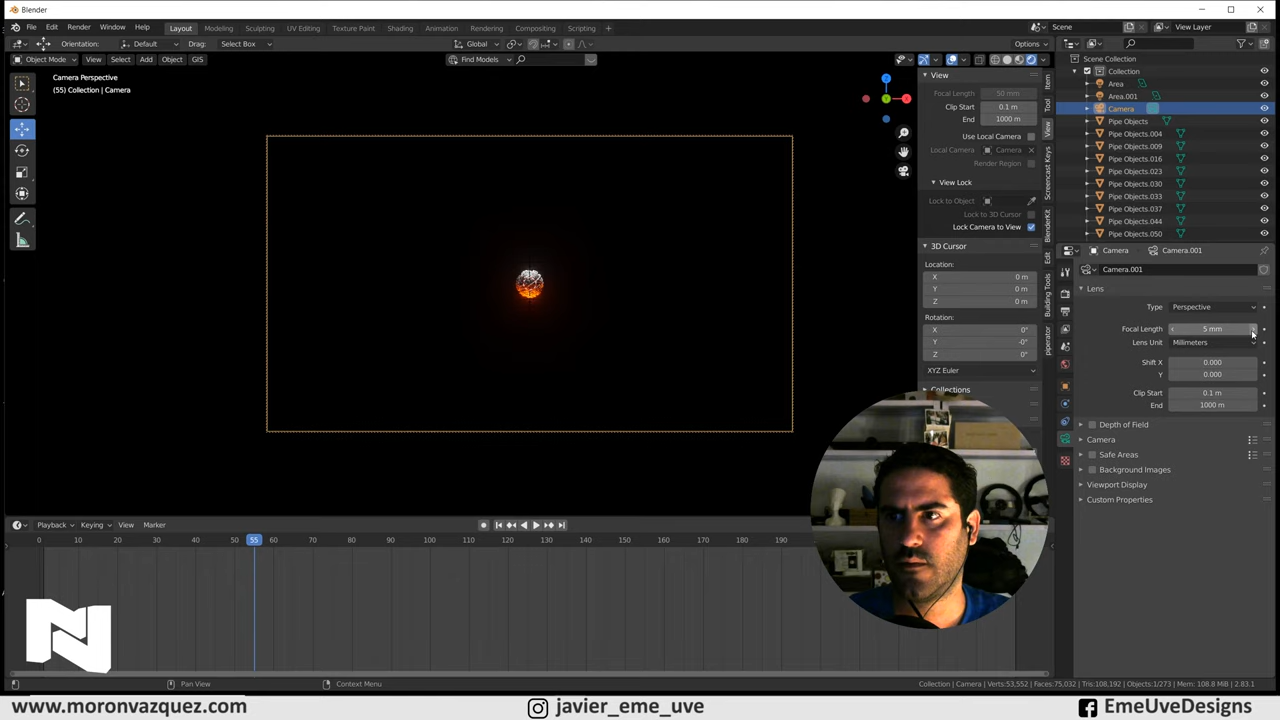 Blender
File Edit Render Window Help Layout Modeling Sculpting UV Editing Texture Paint Shading Animation Rendering Compositing Scripting + Scene View Layer
Orientation: Default Drag: Select Box Global Options
Object Mode View Select Add Object GIS Find Models
Camera Perspective
(55) Collection | Camera
View
Focal Length 50 mm
Clip Start 0.1 m
End 1000 m
Use Local Camera
Local Camera Camera
Render Region
View Lock
Lock to Object
Lock to 3D Cursor
Lock Camera to View
3D Cursor
Location:
X 0 m
Y 0 m
Z 0 m
Rotation:
X 0°
Y -0°
Z 0°
XYZ Euler
Collections
Item
Tool
View
Screencast Keys
BlenderKit
Edit
Building Tools
piperator
Scene Collection
Collection
Area
Area.001
Camera
Pipe Objects
Pipe Objects.004
Pipe Objects.009
Pipe Objects.016
Pipe Objects.023
Pipe Objects.030
Pipe Objects.033
Pipe Objects.037
Pipe Objects.044
Pipe Objects.050
Camera Camera.001
Camera.001
Lens
Type Perspective
Focal Length 5 mm
Lens Unit Millimeters
Shift X 0.000
Y 0.000
Clip Start 0.1 m
End 1000 m
Depth of Field
Camera
Safe Areas
Background Images
Viewport Display
Custom Properties
Playback Keying View Marker
0 10 20 30 40 50 55 60 70 80 90 100 110 120 130 140 150 160 170 180 190
N
Pan View Context Menu Collection | Camera | Verts:53,552 | Faces:75,032 | Tris:108,192 | Objects:1/273 | Mem: 108.8 MiB | 2.83.1
www.moronvazquez.com javier_eme_uve EmeUveDesigns